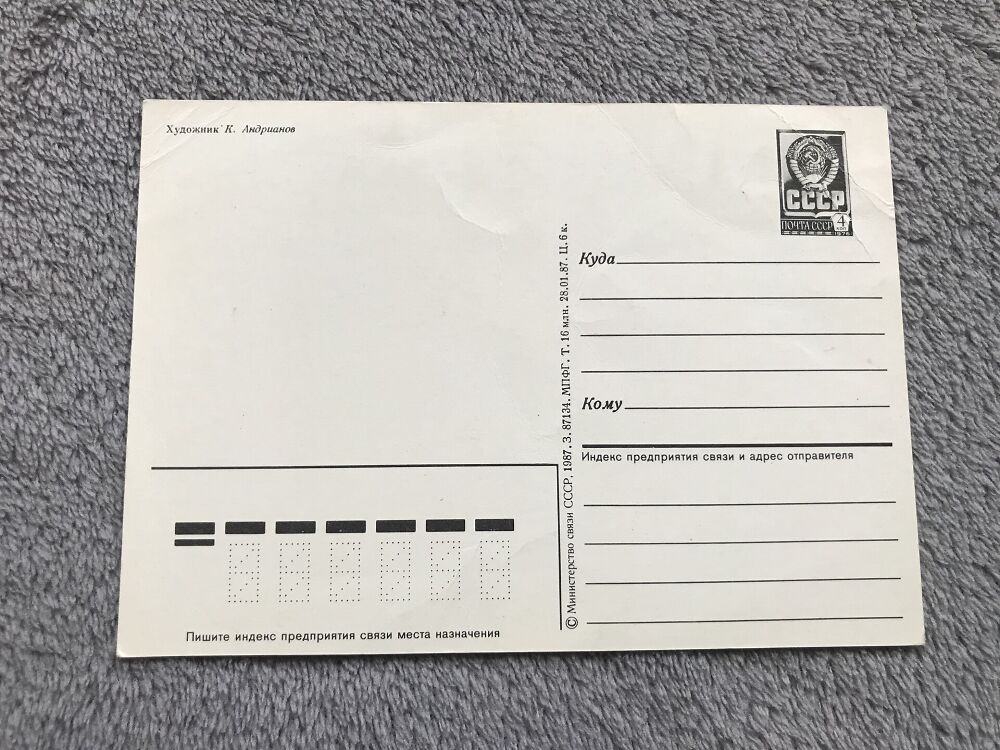 Художник К. Андрианов
СССР
ПОЧТА СССР 4
1976
Куда
Кому
Индекс предприятия связи и адрес отправителя
© Министерство связи СССР, 1987. З. 87134. МПФГ. Т. 16 млн. 28.01.87. Ц. 6 к.
Пишите индекс предприятия связи места назначения